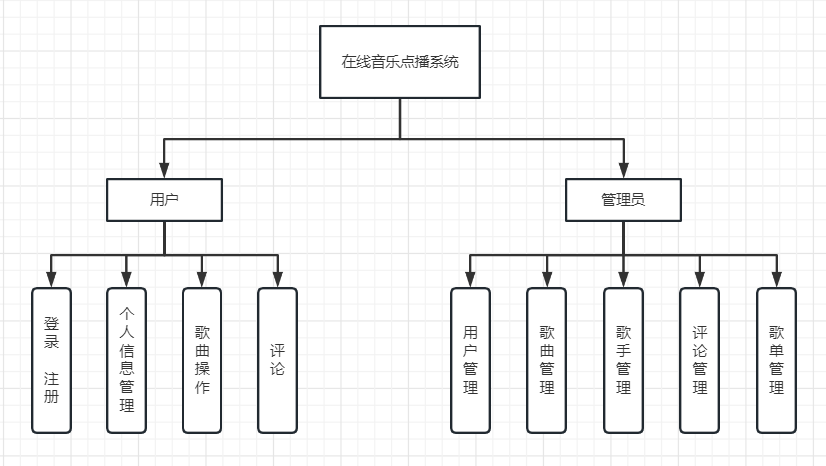 在线音乐点播系统
用户
管理员
登录 注册
个人信息管理
歌曲操作
评论
用户管理
歌曲管理
歌手管理
评论管理
歌单管理